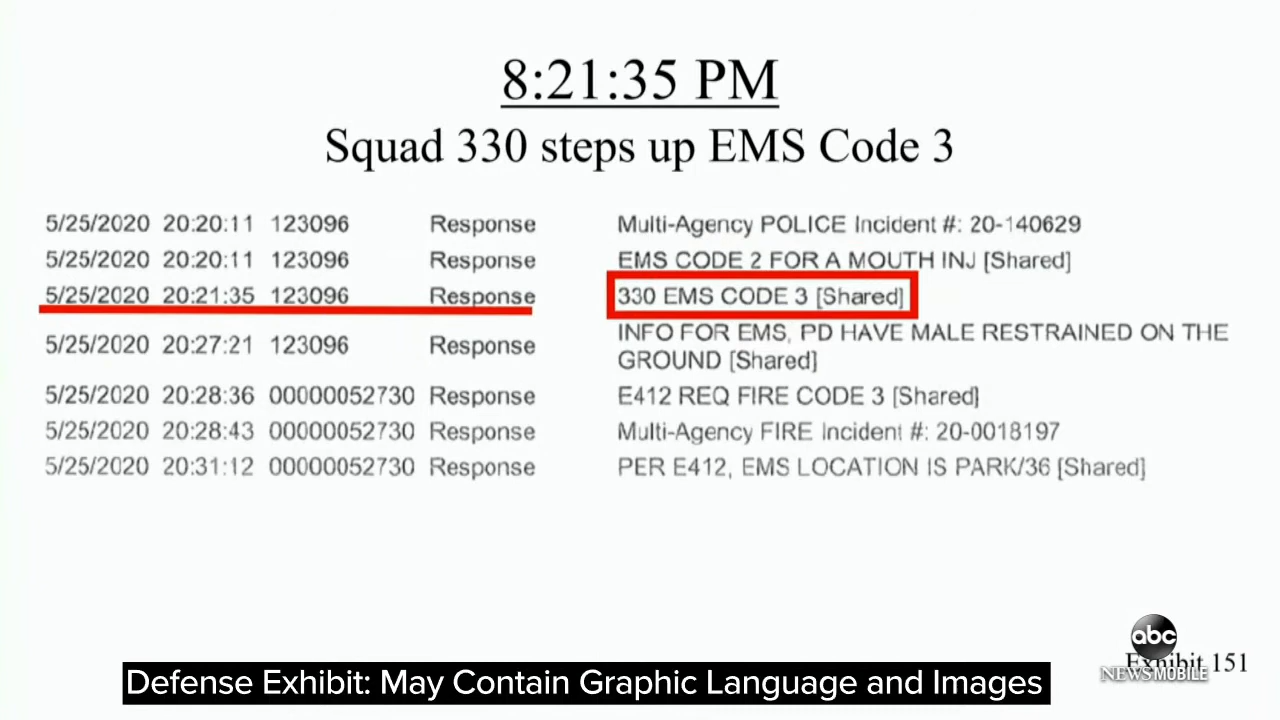 8:21:35 PM
Squad 330 steps up EMS Code 3
5/25/2020 20:20:11 123096 Response Multi-Agency POLICE Incident #: 20-140629
5/25/2020 20:20:11 123096 Response EMS CODE 2 FOR A MOUTH INJ [Shared]
5/25/2020 20:21:35 123096 Response 330 EMS CODE 3 [Shared]
5/25/2020 20:27:21 123096 Response INFO FOR EMS, PD HAVE MALE RESTRAINED ON THE
GROUND [Shared]
5/25/2020 20:28:36 00000052730 Response E412 REQ FIRE CODE 3 [Shared]
5/25/2020 20:28:43 00000052730 Response Multi-Agency FIRE Incident #: 20-0018197
5/25/2020 20:31:12 00000052730 Response PER E412, EMS LOCATION IS PARK/36 [Shared]
abc
Exhibit 151
NEWS MOBILE
Defense Exhibit: May Contain Graphic Language and Images